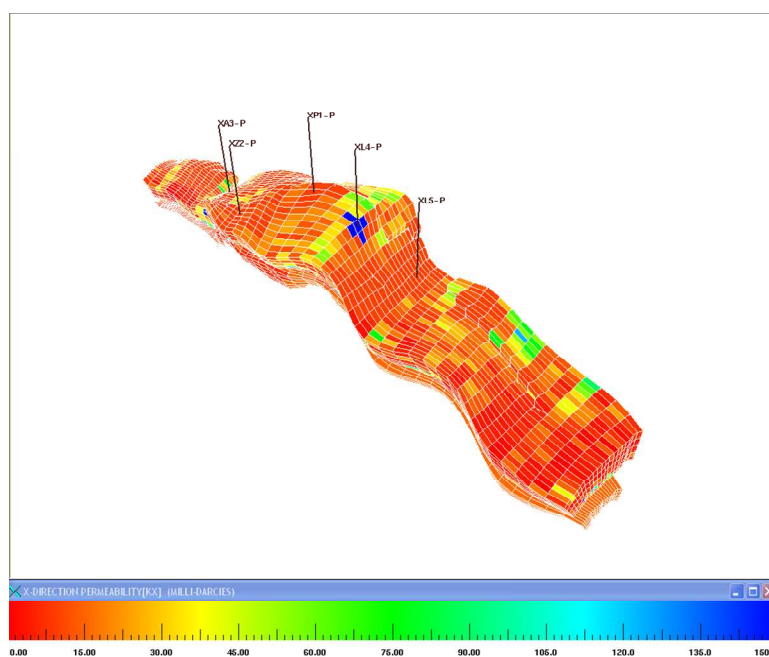 XA3-P
XP1-P
XZ2-P
XL4-P
XL5-P
X-DIRECTION PERMEABILITY[KX] (MILLI-DARCIES)
0.00 15.00 30.00 45.00 60.00 75.00 90.00 105.0 120.0 135.0 150